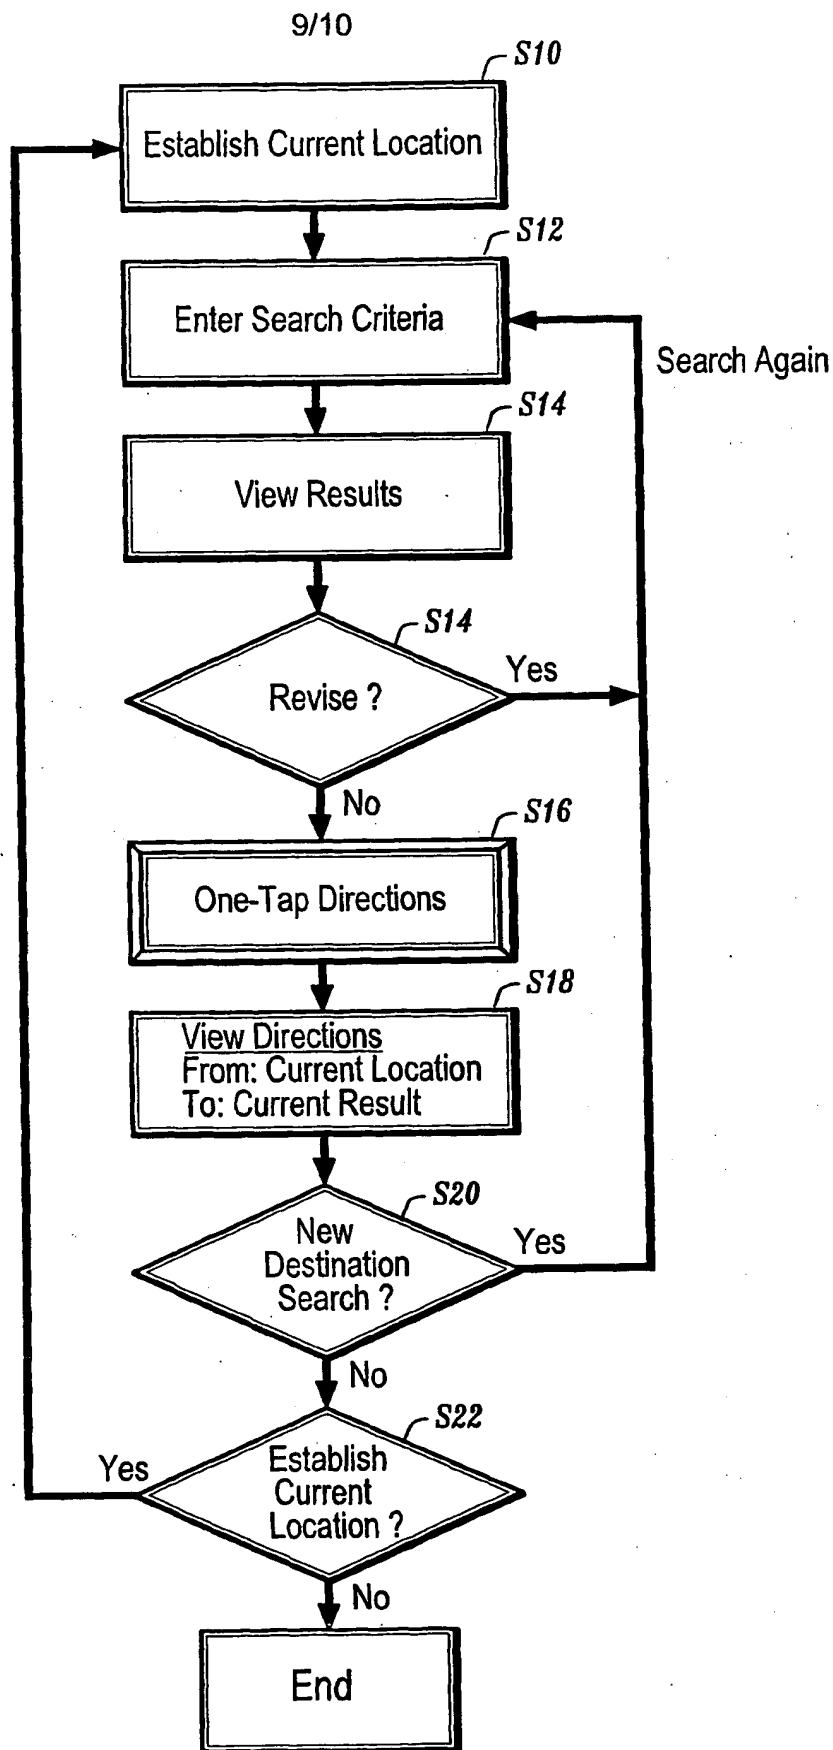 9/10
S10
Establish Current Location
S12
Enter Search Criteria
Search Again
S14
View Results
S14
Revise ?
Yes
No
S16
One-Tap Directions
S18
View Directions
From: Current Location
To: Current Result
S20
New
Destination
Search ?
Yes
No
S22
Establish
Current
Location ?
Yes
No
End